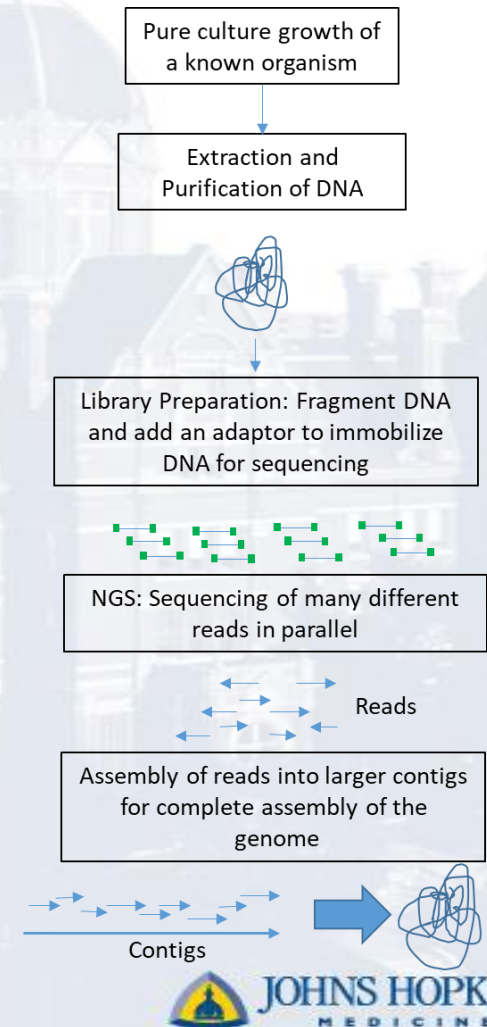 Pure culture growth of
a known organism
Extraction and
Purification of DNA
Library Preparation: Fragment DNA
and add an adaptor to immobilize
DNA for sequencing
NGS: Sequencing of many different
reads in parallel
Reads
Assembly of reads into larger contigs
for complete assembly of the
genome
Contigs
JOHNS HOPK
MEDICINE